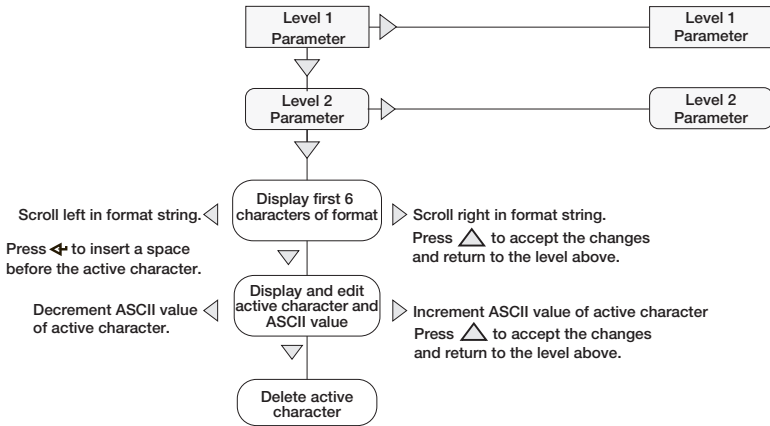 Level 1
Parameter
Level 1
Parameter
Level 2
Parameter
Level 2
Parameter
Display first 6
characters of format
Scroll left in format string.
Scroll right in format string.
Press to insert a space
before the active character.
Press to accept the changes
and return to the level above.
Display and edit
active character and
ASCII value
Decrement ASCII value
of active character.
Increment ASCII value of active character
Press to accept the changes
and return to the level above.
Delete active
character